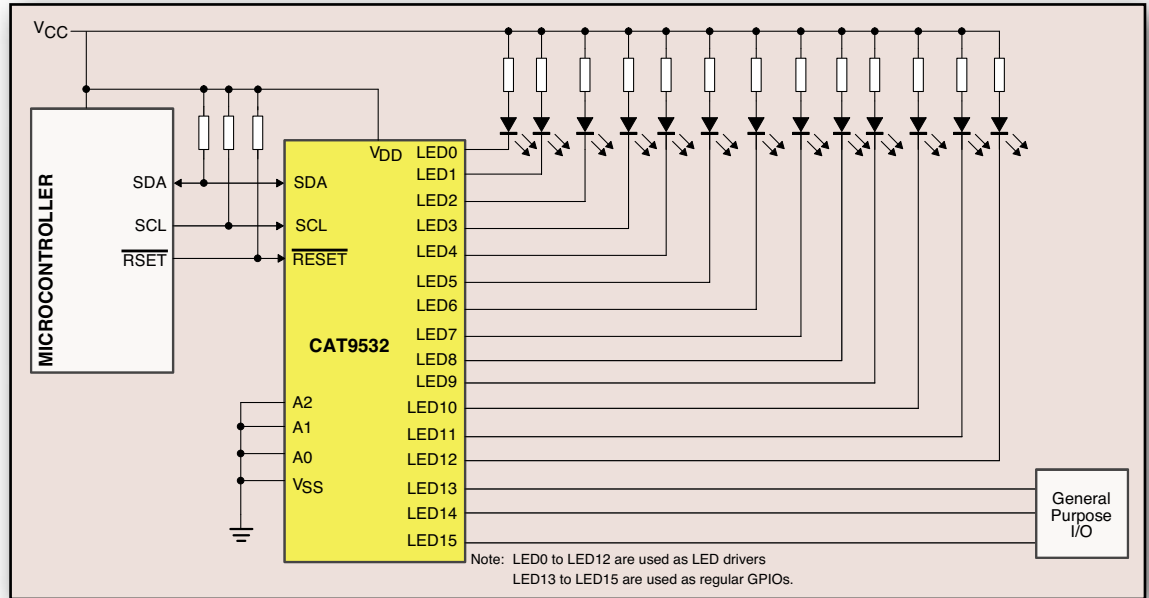 VCC
MICROCONTROLLER
SDA
SCL
RSET
VDD
SDA
SCL
RESET
CAT9532
A2
A1
A0
VSS
LED0
LED1
LED2
LED3
LED4
LED5
LED6
LED7
LED8
LED9
LED10
LED11
LED12
LED13
LED14
LED15
General
Purpose
I/O
Note: LED0 to LED12 are used as LED drivers
LED13 to LED15 are used as regular GPIOs.